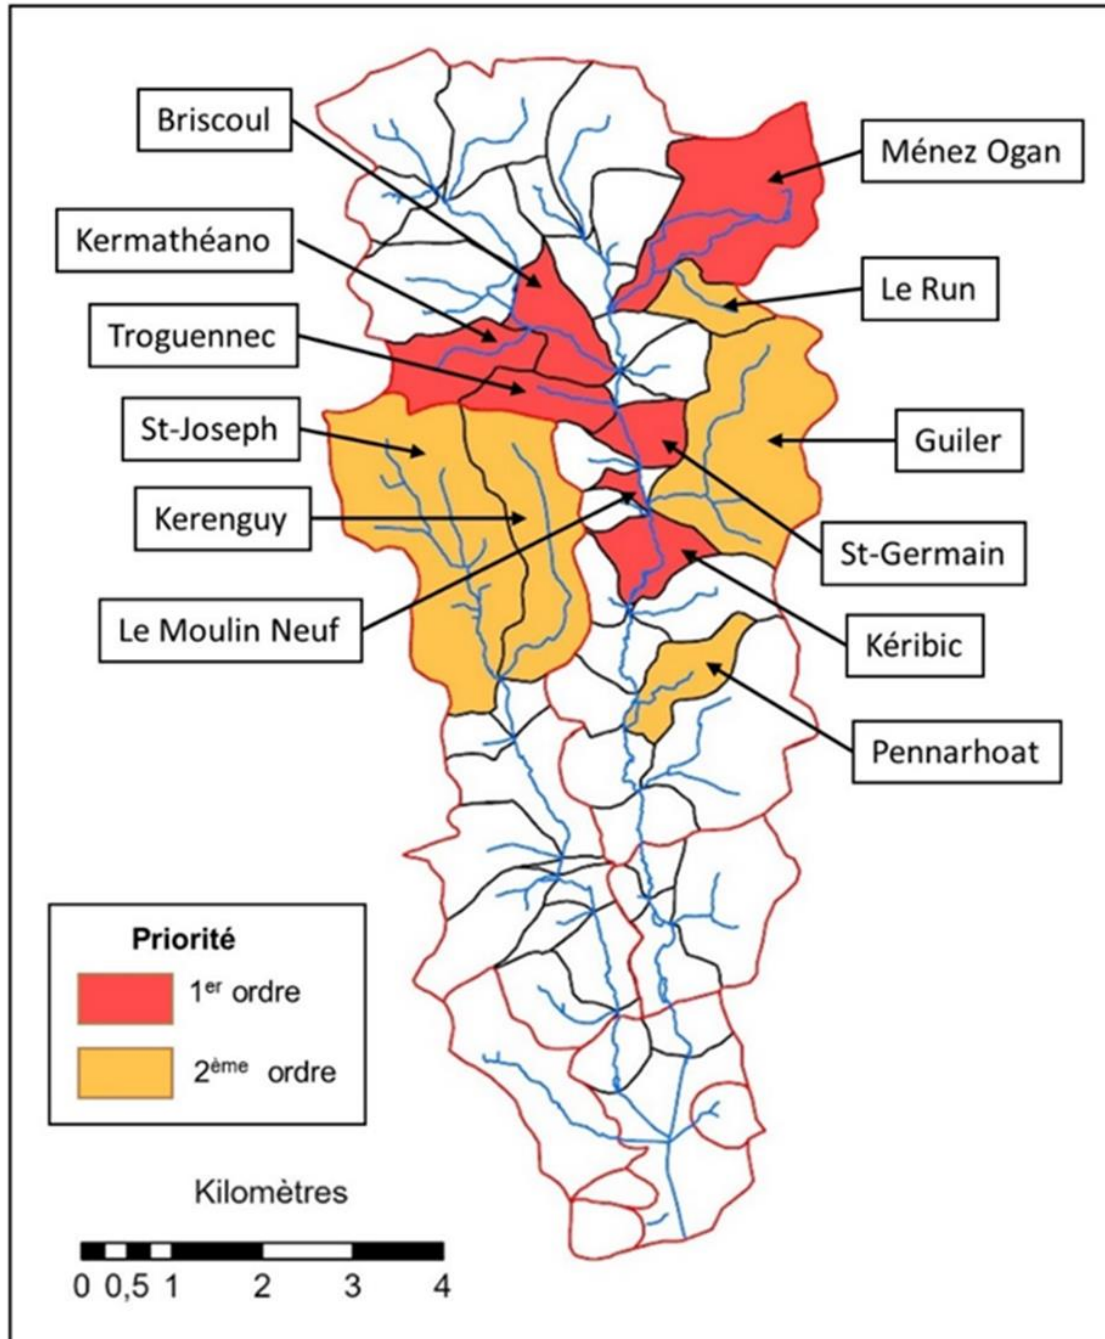 Briscoul
Ménez Ogan
Kermathéano
Le Run
Troguennec
St-Joseph
Guiler
Kerenguy
St-Germain
Le Moulin Neuf
Kéribic
Pennarhoat
Priorité
1er ordre
2ème ordre
Kilomètres
0 0,5 1 2 3 4